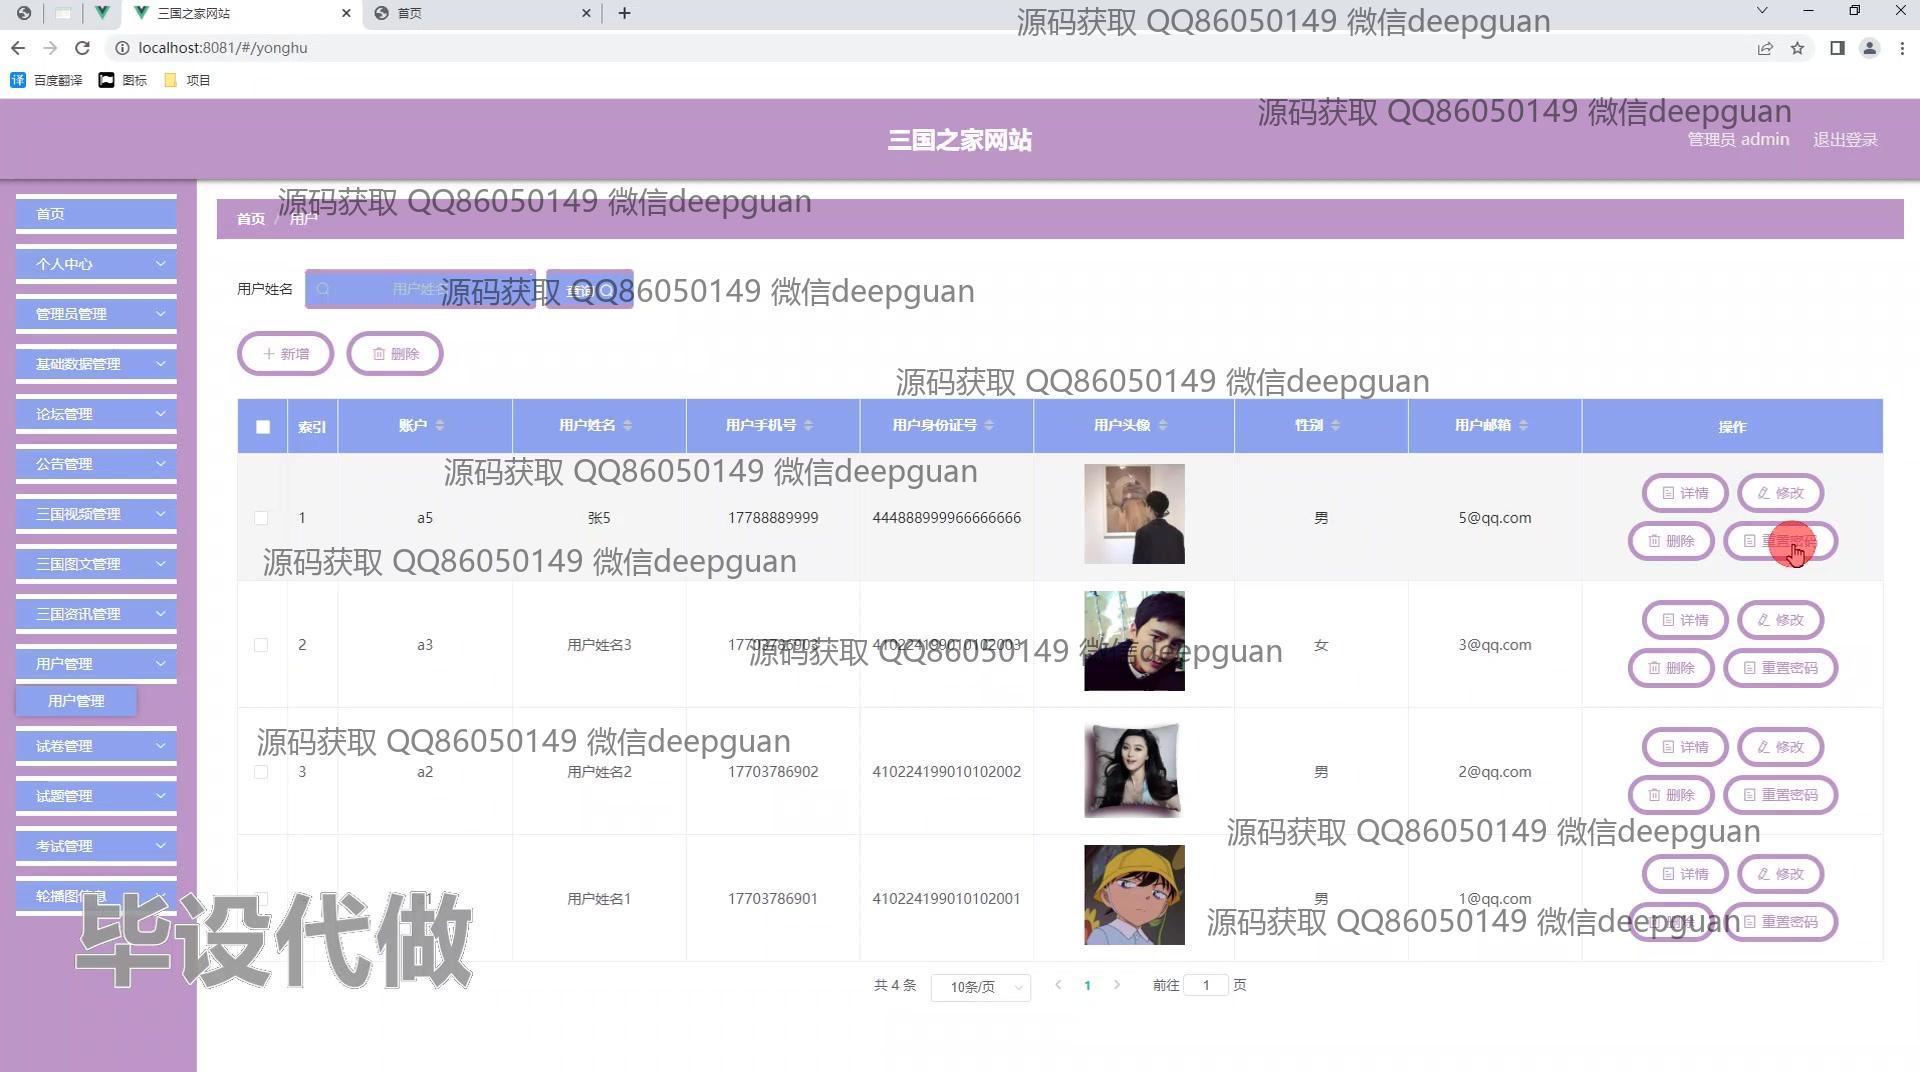 三国之家网站
首页
localhost:8081/#/yonghu
百度翻译
图标
项目
源码获取 QQ86050149 微信deepguan
源码获取 QQ86050149 微信deepguan
三国之家网站
管理员 admin
退出登录
源码获取 QQ86050149 微信deepguan
首页 / 用户
首页
个人中心
管理员管理
基础数据管理
论坛管理
公告管理
三国视频管理
三国图文管理
三国资讯管理
用户管理
用户管理
试卷管理
试题管理
考试管理
轮播图信息
用户姓名
用户姓名
查询
源码获取 QQ86050149 微信deepguan
新增
删除
源码获取 QQ86050149 微信deepguan
索引 账户 用户姓名 用户手机号 用户身份证号 用户头像 性别 用户邮箱 操作
源码获取 QQ86050149 微信deepguan
1 a5 张5 17788889999 444888999966666666 男 5@qq.com
详情 修改
删除 重置密码
源码获取 QQ86050149 微信deepguan
2 a3 用户姓名3 17703786903 410224199010102003 女 3@qq.com
详情 修改
删除 重置密码
源码获取 QQ86050149 微信deepguan
源码获取 QQ86050149 微信deepguan
3 a2 用户姓名2 17703786902 410224199010102002 男 2@qq.com
详情 修改
删除 重置密码
源码获取 QQ86050149 微信deepguan
用户姓名1 17703786901 410224199010102001 男 1@qq.com
详情 修改
删除 重置密码
源码获取 QQ86050149 微信deepguan
毕设代做
共 4 条
10条/页
1
前往 1 页